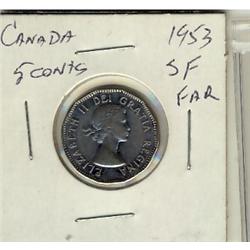 CANADA 1953
5 CENTS SF
FAR
ELIZABETH II DEI GRATIA REGINA